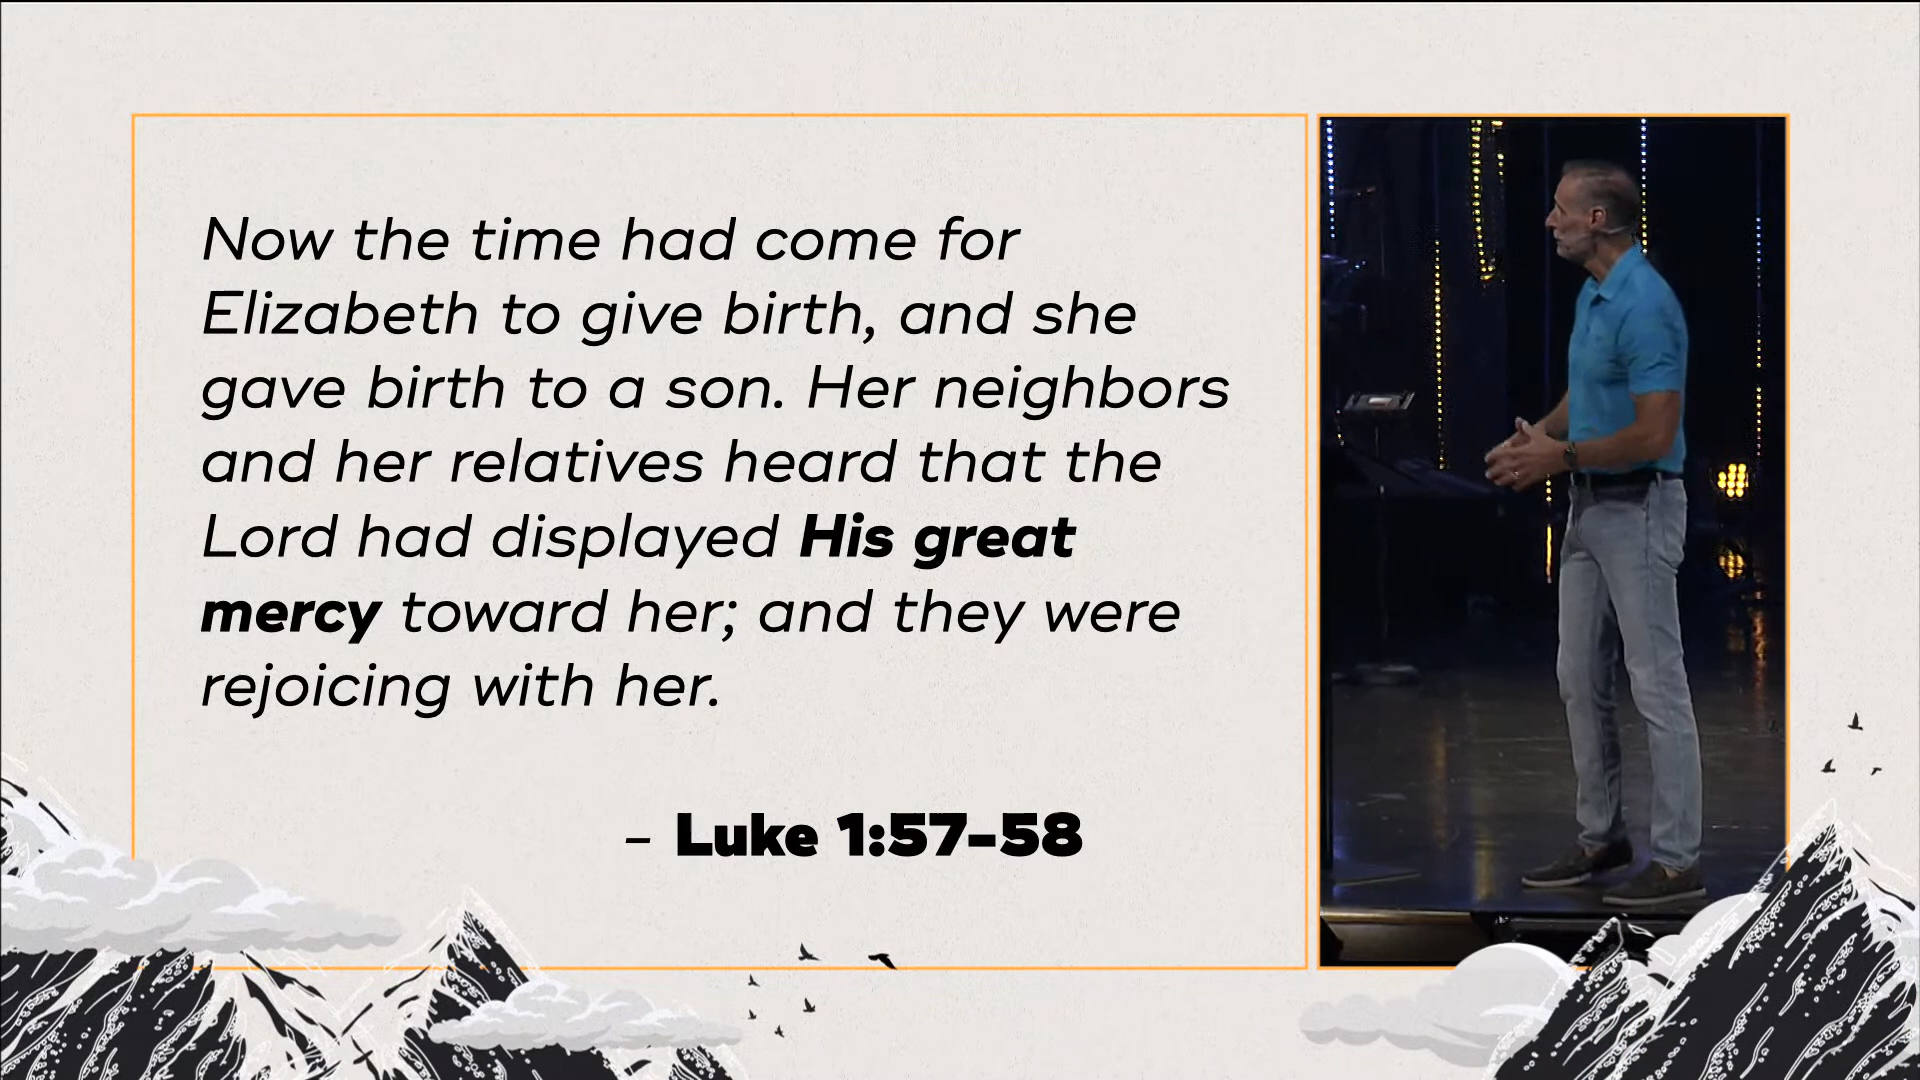 Now the time had come for
Elizabeth to give birth, and she
gave birth to a son. Her neighbors
and her relatives heard that the
Lord had displayed His great
mercy toward her; and they were
rejoicing with her.
– Luke 1:57-58